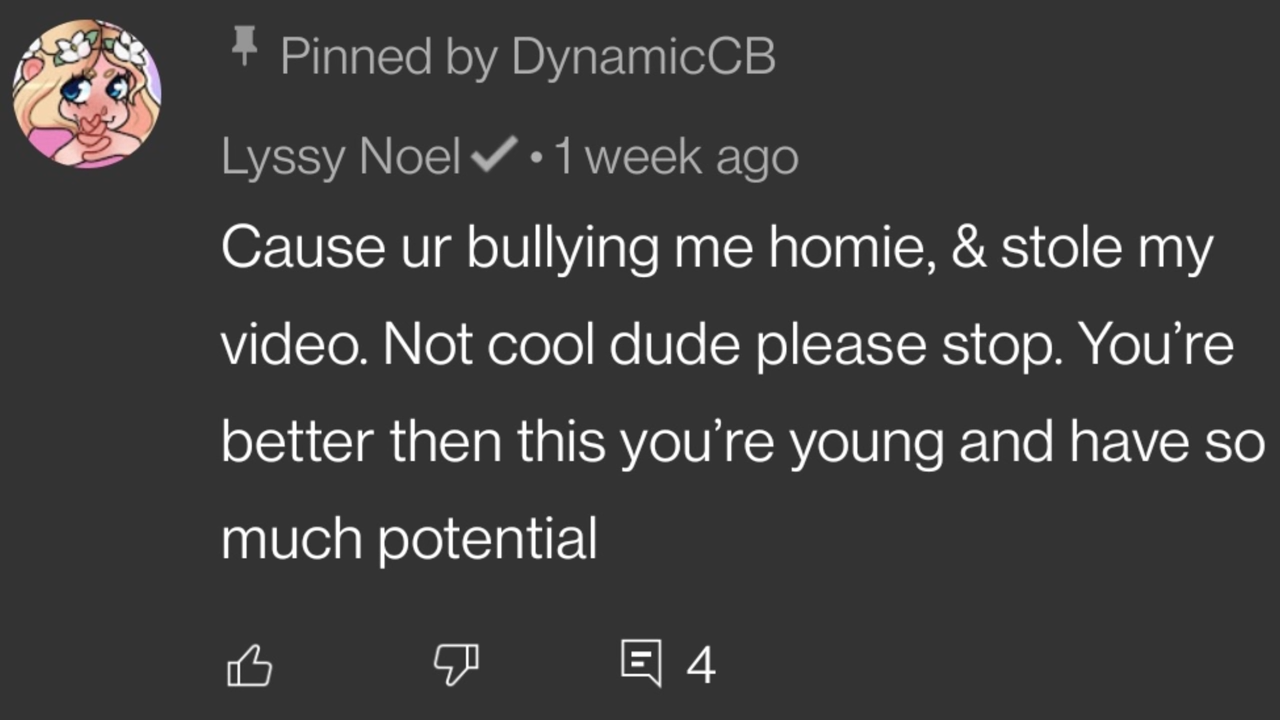 Pinned by DynamicCB
Lyssy Noel • 1 week ago
Cause ur bullying me homie, & stole my
video. Not cool dude please stop. You’re
better then this you’re young and have so
much potential
4